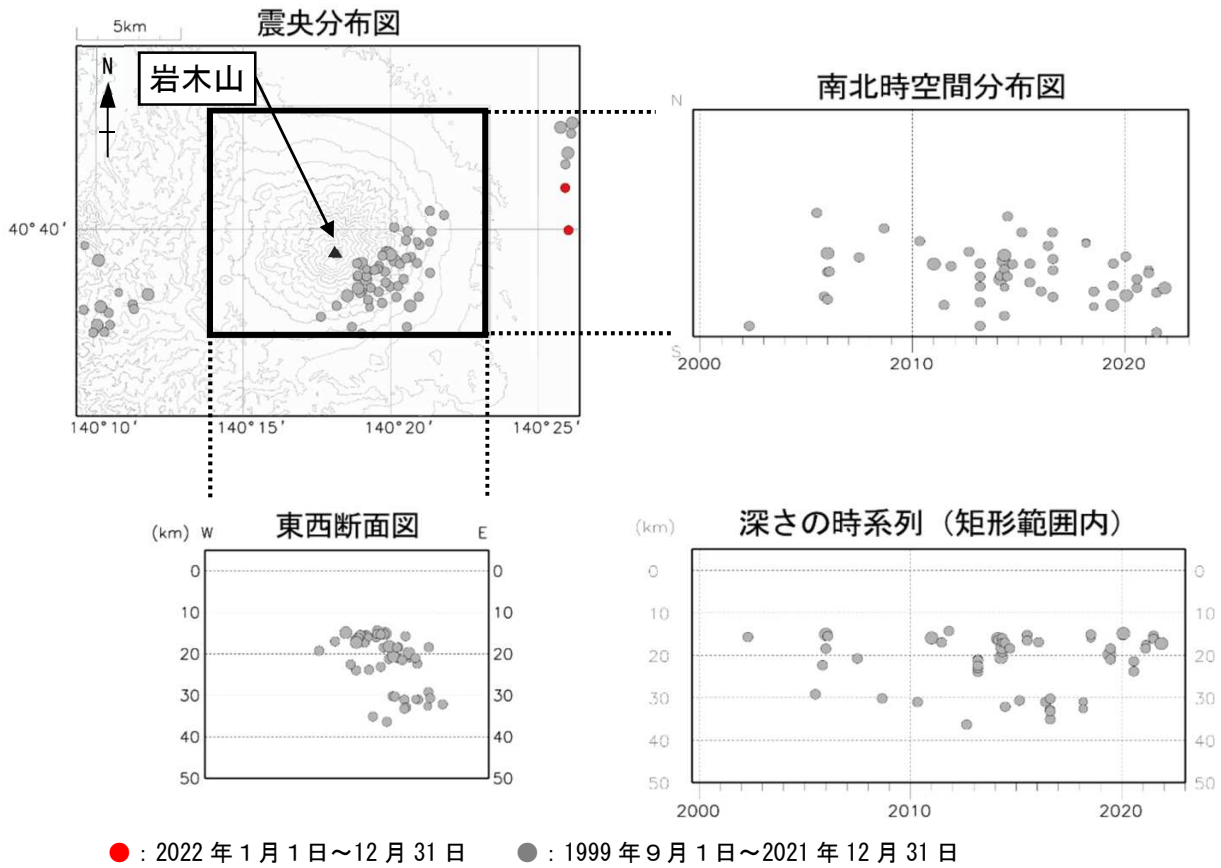 震央分布図
5km
N
岩木山
40°40′
140°10′ 140°15′ 140°20′ 140°25′
南北時空間分布図
N
S
2000 2010 2020
東西断面図
(km) W E
0 0
10 10
20 20
30 30
40 40
50 50
深さの時系列（矩形範囲内）
(km)
0 0
10 10
20 20
30 30
40 40
50 50
2000 2010 2020
●：2022年１月１日～12月31日 ●：1999年９月１日～2021年12月31日